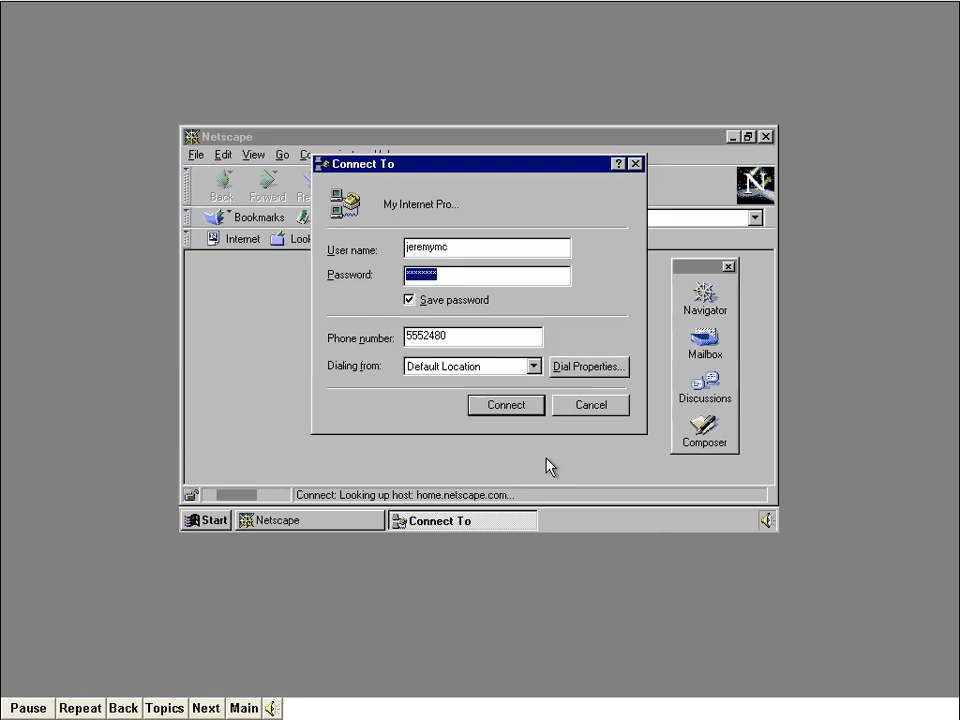 Netscape
File Edit View Go
Connect To
Back Forward
My Internet Pro...
N
Bookmarks
User name: jeremymc
Internet
Password: ********
Save password
Navigator
Phone number: 5552480
Mailbox
Dialing from: Default Location Dial Properties...
Discussions
Connect Cancel
Composer
Connect: Looking up host: home.netscape.com...
Start Netscape Connect To
Pause Repeat Back Topics Next Main